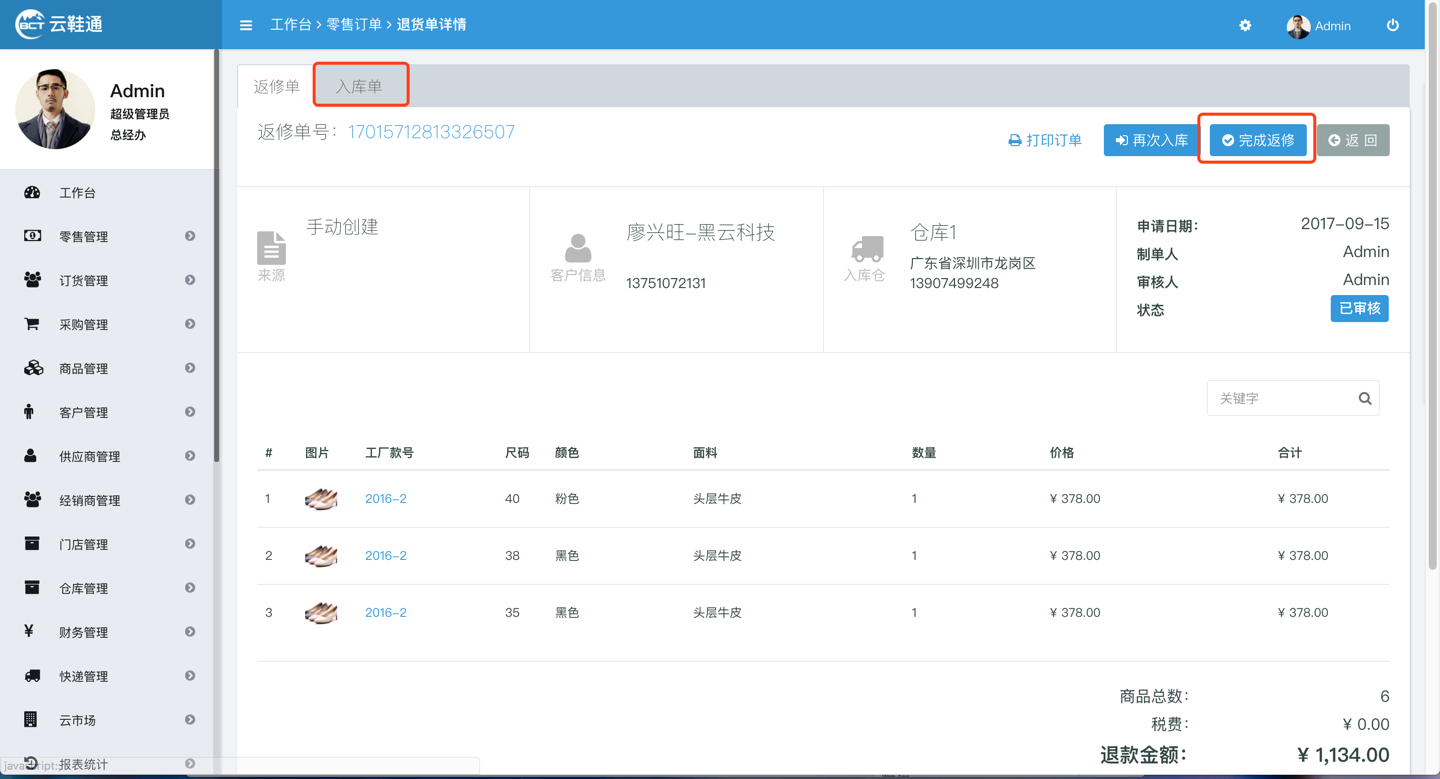 BCT 云鞋通
工作台 > 零售订单 > 退货单详情
Admin
Admin
超级管理员
总经办
工作台
零售管理
订货管理
采购管理
商品管理
客户管理
供应商管理
经销商管理
门店管理
仓库管理
财务管理
快递管理
云市场
报表统计
返修单
入库单
返修单号: 17015712813326507
打印订单
再次入库
完成返修
返 回
手动创建
来源
廖兴旺-黑云科技
客户信息
13751072131
仓库1
入库仓
广东省深圳市龙岗区
13907499248
申请日期: 2017-09-15
制单人 Admin
审核人 Admin
状态 已审核
关键字
# 图片 工厂款号 尺码 颜色 面料 数量 价格 合计
1 2016-2 40 粉色 头层牛皮 1 ¥ 378.00 ¥ 378.00
2 2016-2 38 黑色 头层牛皮 1 ¥ 378.00 ¥ 378.00
3 2016-2 35 黑色 头层牛皮 1 ¥ 378.00 ¥ 378.00
商品总数: 6
税费: ¥ 0.00
退款金额: ¥ 1,134.00